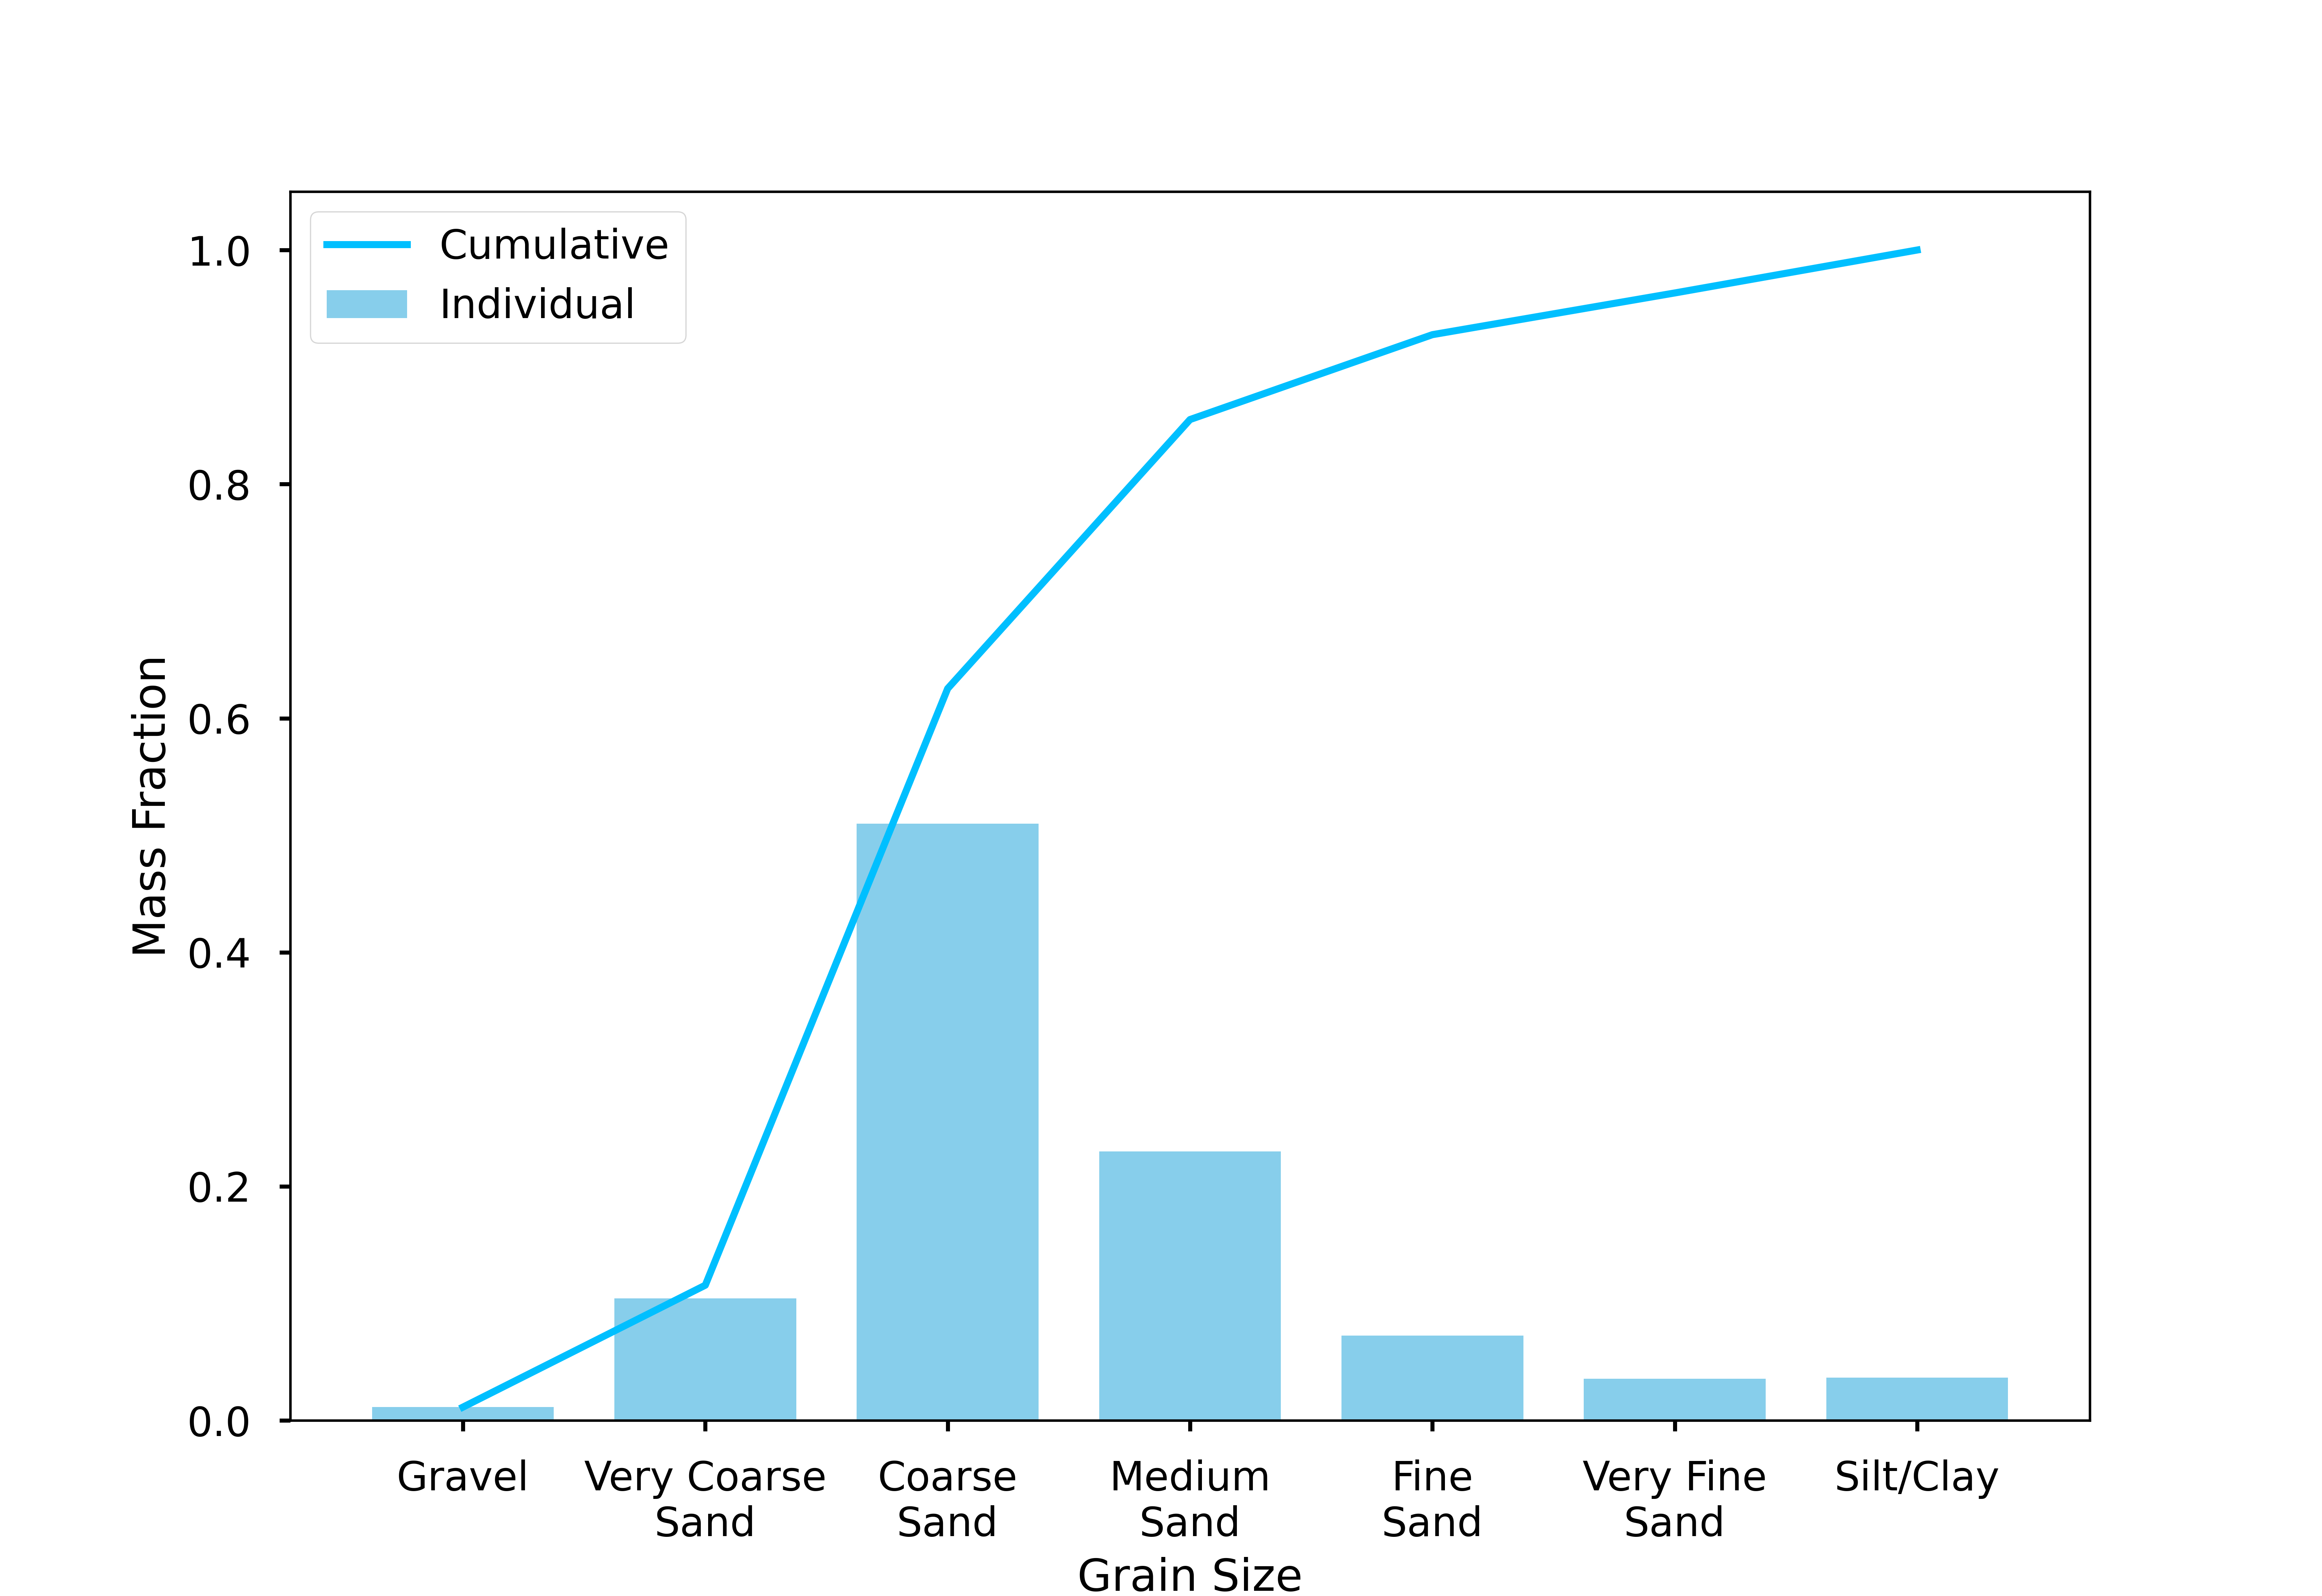 Cumulative
Individual
1.0
0.8
0.6
0.4
0.2
0.0
Mass Fraction
Gravel
Very Coarse
Sand
Coarse
Sand
Medium
Sand
Fine
Sand
Very Fine
Sand
Silt/Clay
Grain Size